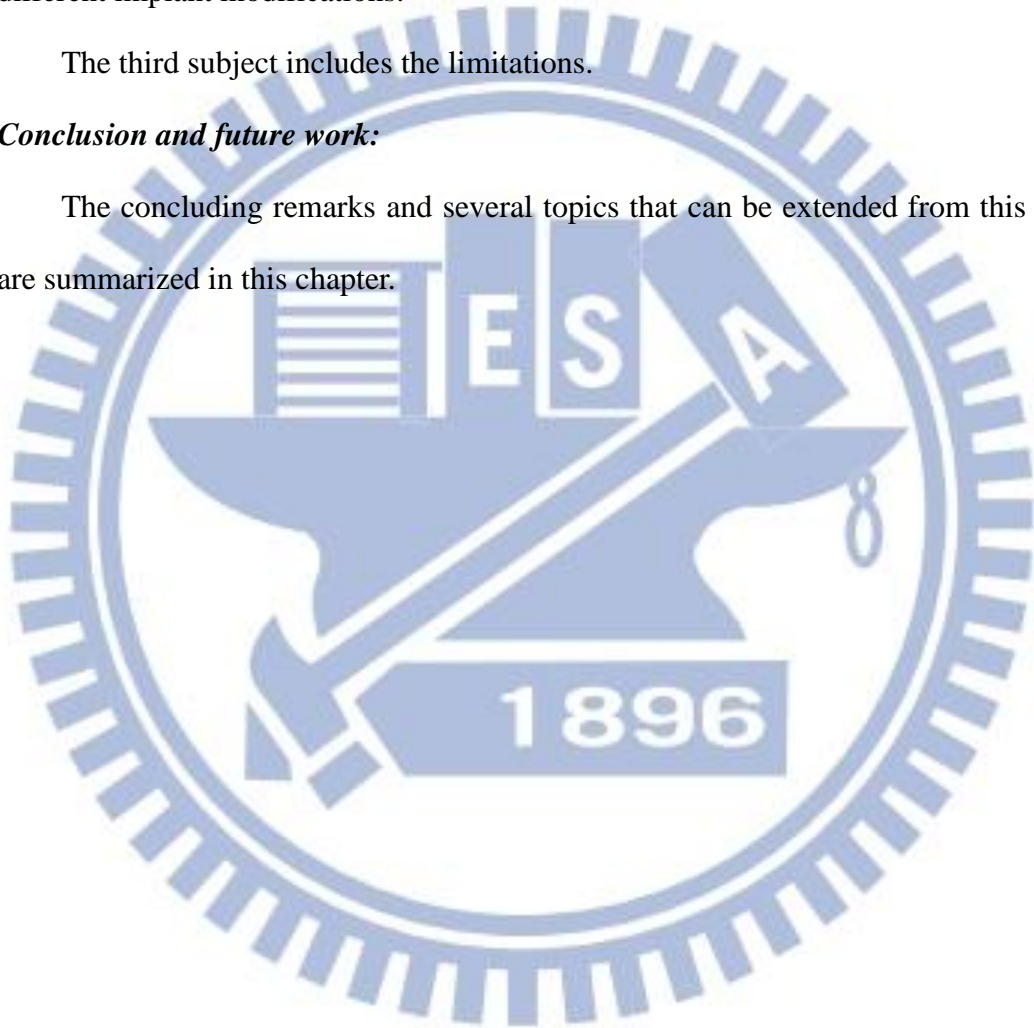 different implant modifications.
The third subject includes the limitations.
Conclusion and future work:
The concluding remarks and several topics that can be extended from this
are summarized in this chapter.
E S A
1896